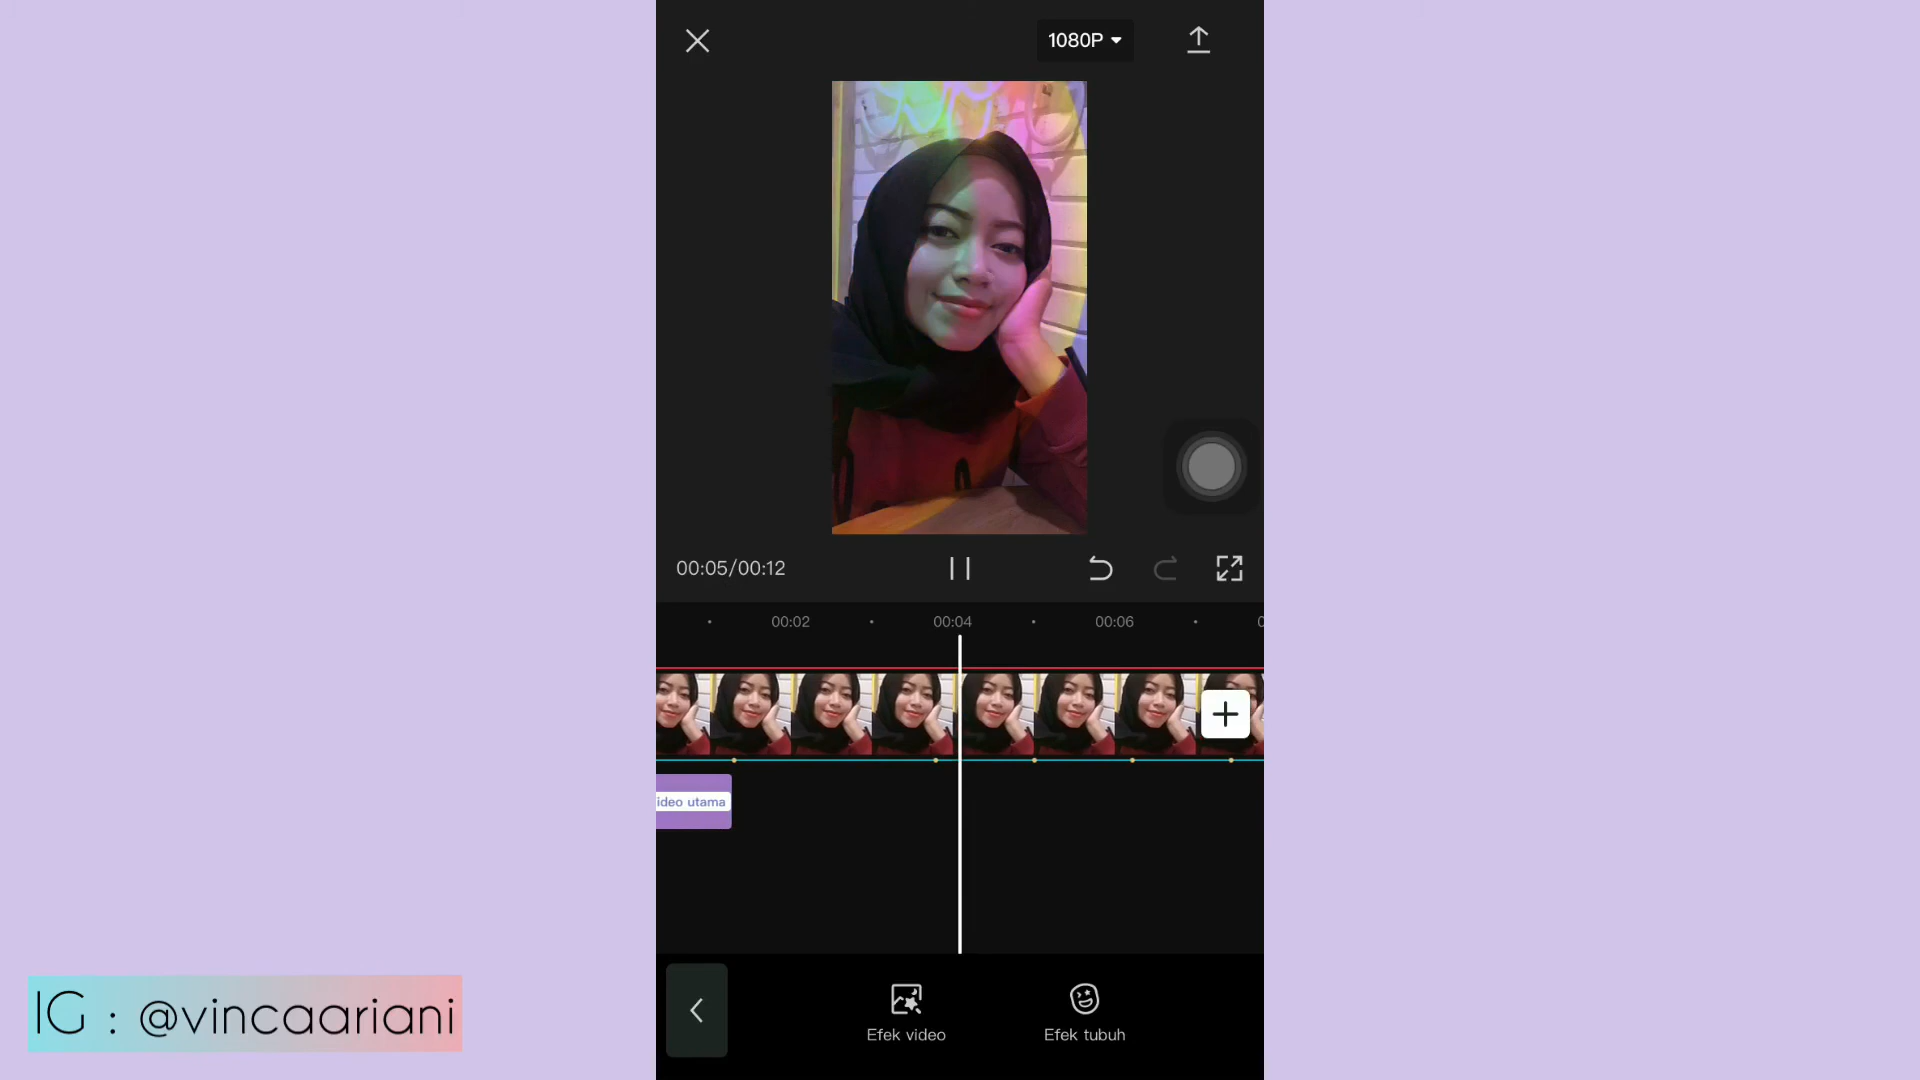 1080P
00:05/00:12
00:02
00:04
00:06
ideo utama
Efek video
Efek tubuh
IG : @vincaariani